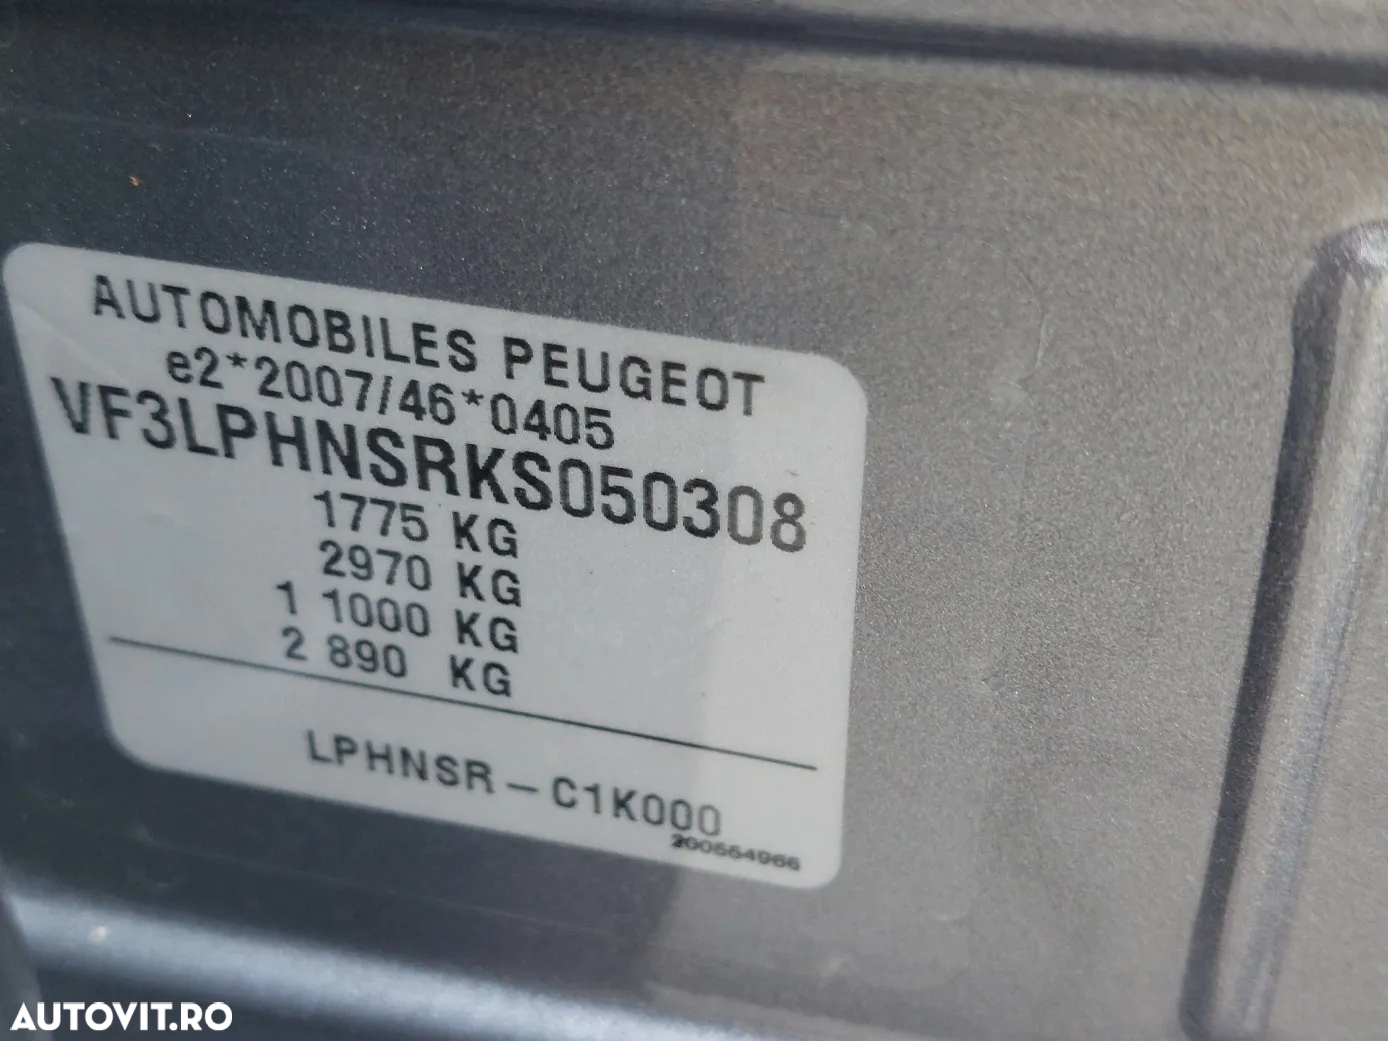 AUTOMOBILES PEUGEOT
e2*2007/46*0405
VF3LPHNSRKS050308
1775 KG
2970 KG
1 1000 KG
2 890 KG
LPHNSR-C1K000
200554966
AUTOVIT.RO